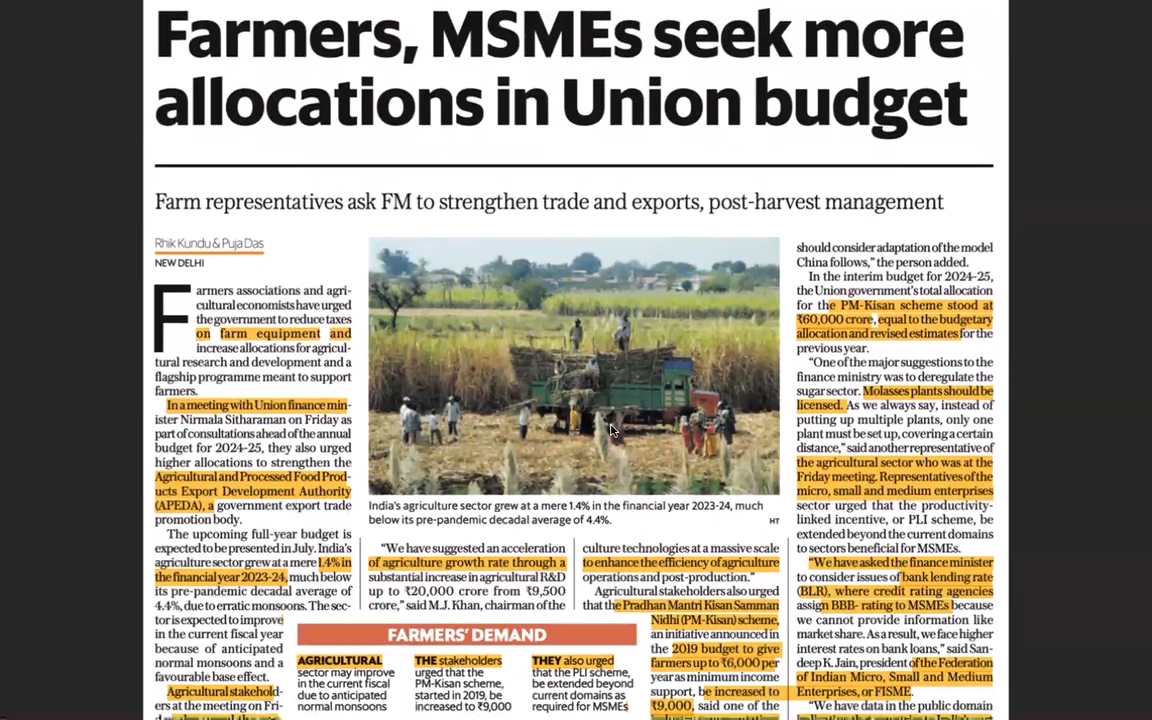 Farmers, MSMEs seek more
allocations in Union budget
Farm representatives ask FM to strengthen trade and exports, post-harvest management
Rhik Kundu & Puja Das
NEW DELHI
Farmers associations and agri-
cultural economists have urged
the government to reduce taxes
on farm equipment and
increase allocations for agricul-
tural research and development and a
flagship programme meant to support
farmers.
In a meeting with Union finance min-
ister Nirmala Sitharaman on Friday as
part of consultations ahead of the annual
budget for 2024-25, they also urged
higher allocations to strengthen the
Agricultural and Processed Food Prod-
ucts Export Development Authority
(APEDA), a government export trade
promotion body.
The upcoming full-year budget is
expected to be presented in July. India's
agriculture sector grew at a mere 1.4% in
the financial year 2023-24, much below
its pre-pandemic decadal average of
4.4%, due to erratic monsoons. The sec-
tor is expected to improve
in the current fiscal year
because of anticipated
normal monsoons and a
favourable base effect.
Agricultural stakehold-
ers at the meeting on Fri-
India's agriculture sector grew at a mere 1.4% in the financial year 2023-24, much
below its pre-pandemic decadal average of 4.4%.
HT
"We have suggested an acceleration
of agriculture growth rate through a
substantial increase in agricultural R&D
up to ₹20,000 crore from ₹9,500
crore," said M.J. Khan, chairman of the
FARMERS' DEMAND
AGRICULTURAL
sector may improve
in the current fiscal
due to anticipated
normal monsoons
THE stakeholders
urged that the
PM-Kisan scheme,
started in 2019, be
increased to ₹9,000
THEY also urged
that the PLI scheme,
be extended beyond
current domains as
required for MSMEs
culture technologies at a massive scale
to enhance the efficiency of agriculture
operations and post-production."
Agricultural stakeholders also urged
that the Pradhan Mantri Kisan Samman
Nidhi (PM-Kisan) scheme,
an initiative announced in
the 2019 budget to give
farmers up to ₹6,000 per
year as minimum income
support, be increased to
₹9,000, said one of the
should consider adaptation of the model
China follows," the person added.
In the interim budget for 2024-25,
the Union government's total allocation
for the PM-Kisan scheme stood at
₹60,000 crore, equal to the budgetary
allocation and revised estimates for the
previous year.
"One of the major suggestions to the
finance ministry was to deregulate the
sugar sector. Molasses plants should be
licensed. As we always say, instead of
putting up multiple plants, only one
plant must be set up, covering a certain
distance," said another representative of
the agricultural sector who was at the
Friday meeting. Representatives of the
micro, small and medium enterprises
sector urged that the productivity-
linked incentive, or PLI scheme, be
extended beyond the current domains
to sectors beneficial for MSMEs.
"We have asked the finance minister
to consider issues of bank lending rate
(BLR), where credit rating agencies
assign BBB- rating to MSMEs because
we cannot provide information like
market share. As a result, we face higher
interest rates on bank loans," said San-
deep K. Jain, president of the Federation
of Indian Micro, Small and Medium
Enterprises, or FISME.
"We have data in the public domain